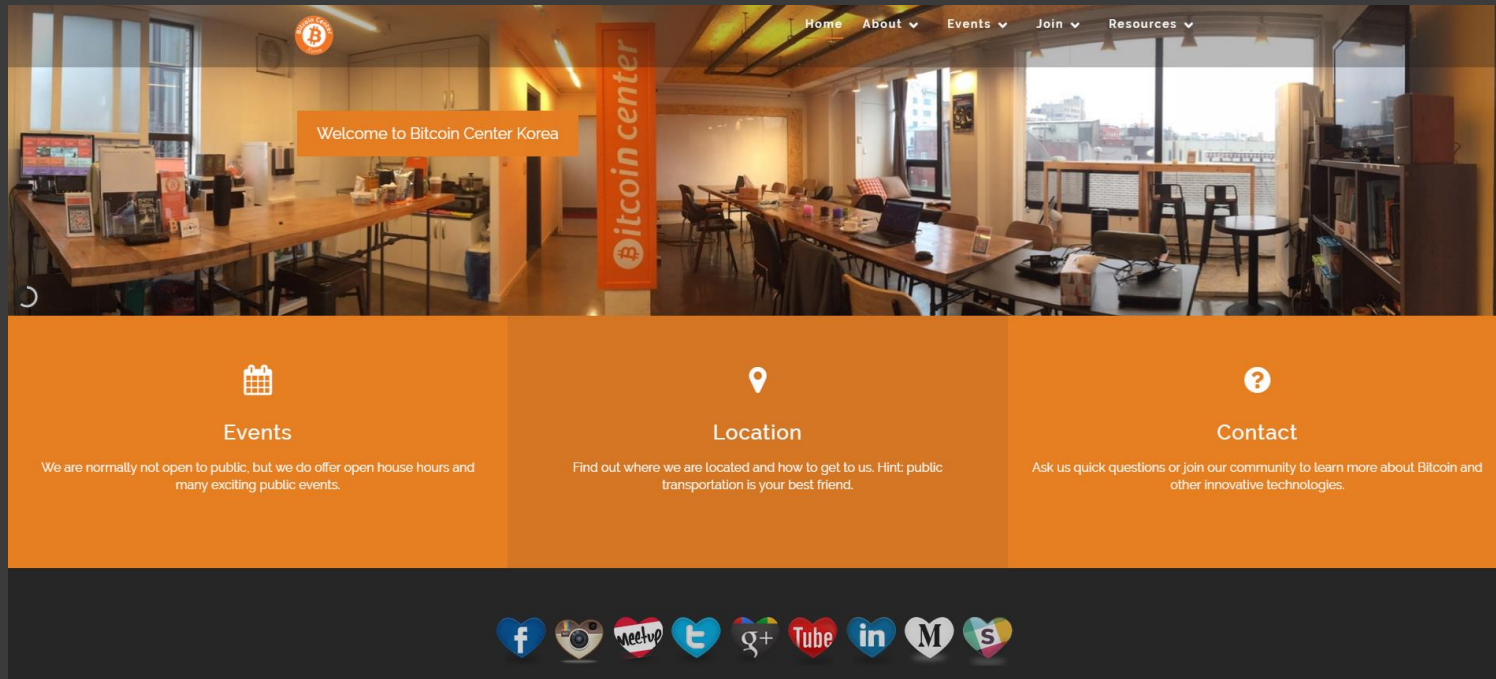 Bitcoin Center
Home About Events Join Resources
Welcome to Bitcoin Center Korea
Bitcoin center
Events
We are normally not open to public, but we do offer open house hours and
many exciting public events.
Location
Find out where we are located and how to get to us. Hint: public
transportation is your best friend.
Contact
Ask us quick questions or join our community to learn more about Bitcoin and
other innovative technologies.
f
Meetup
t
g+
Tube
in
M
S